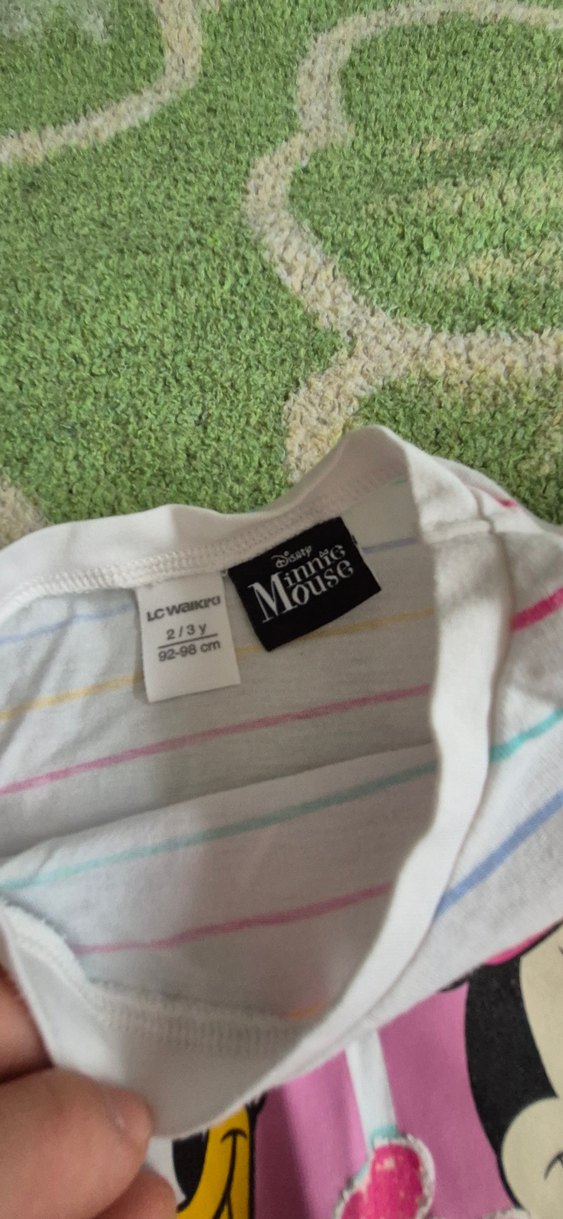 LC WAIKIKI
2 / 3 y
92-98 cm
Disney
Minnie
Mouse